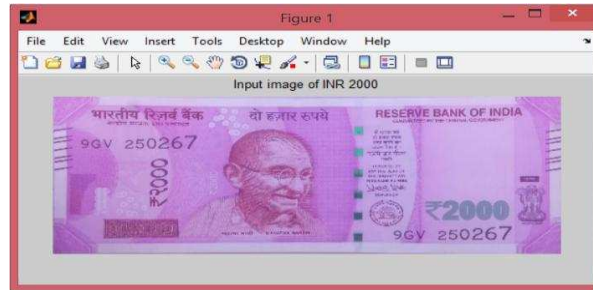 Figure 1
File Edit View Insert Tools Desktop Window Help
Input image of INR 2000
भारतीय रिज़र्व बैंक
दो हज़ार रुपये
RESERVE BANK OF INDIA
9GV 250267
₹2000
₹2000
9GV 250267